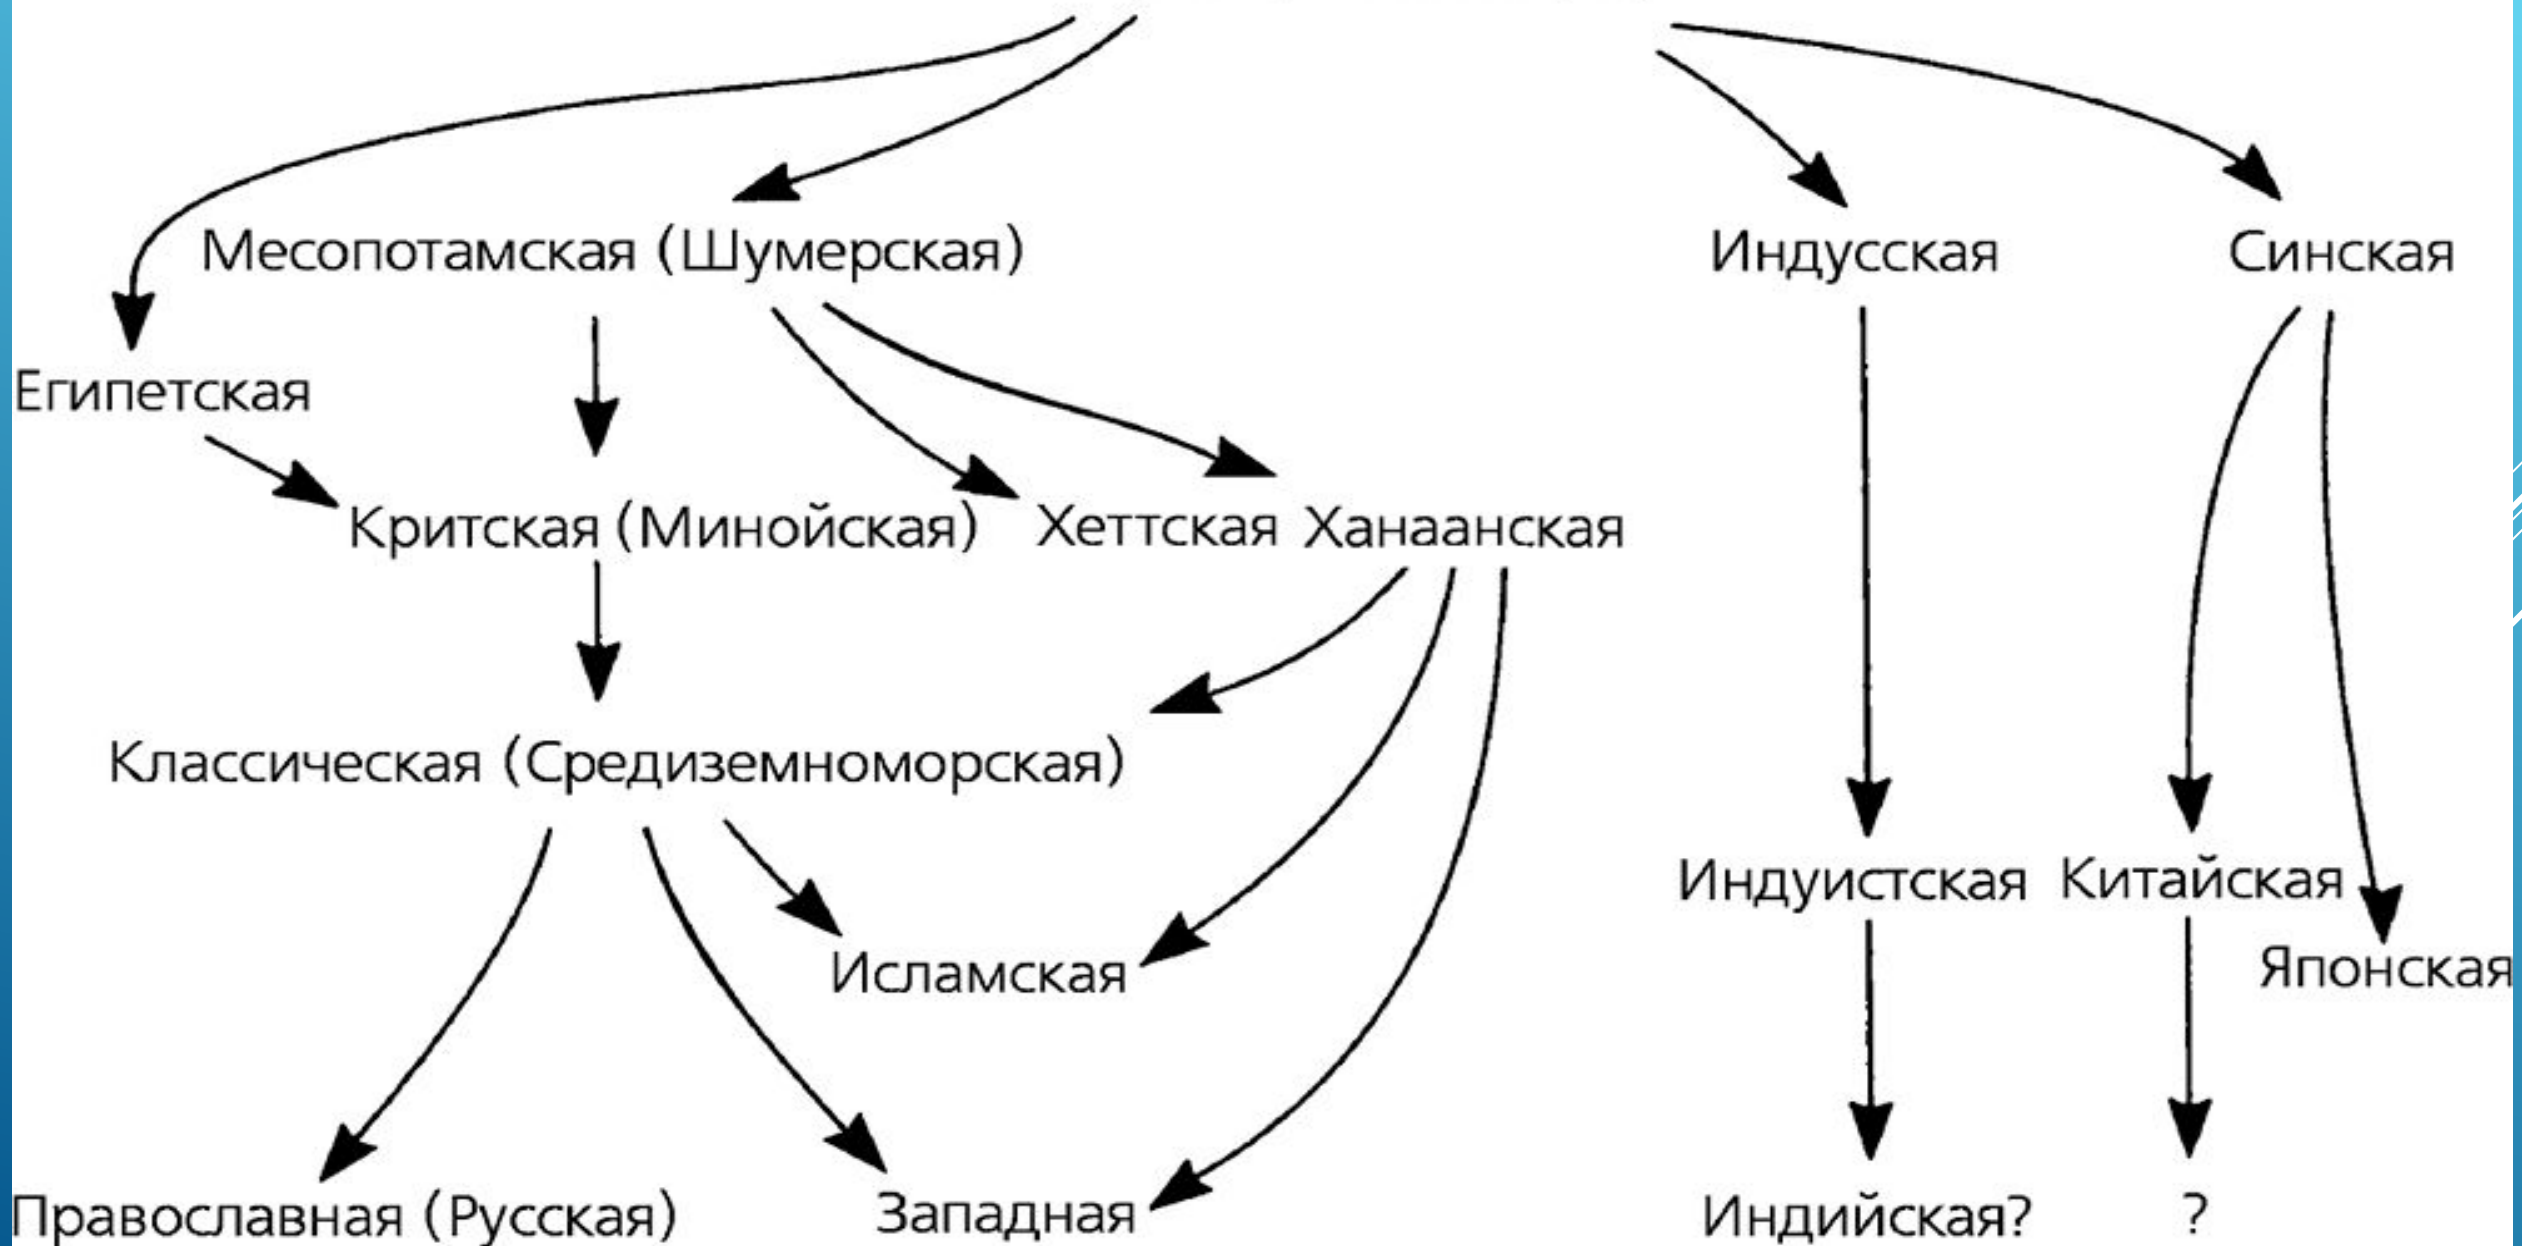 Месопотамская (Шумерская) Индусская Синская
Египетская
Критская (Минойская) Хеттская Ханаанская
Классическая (Средиземноморская)
Индуистская Китайская
Исламская Японская
Православная (Русская) Западная Индийская? ?